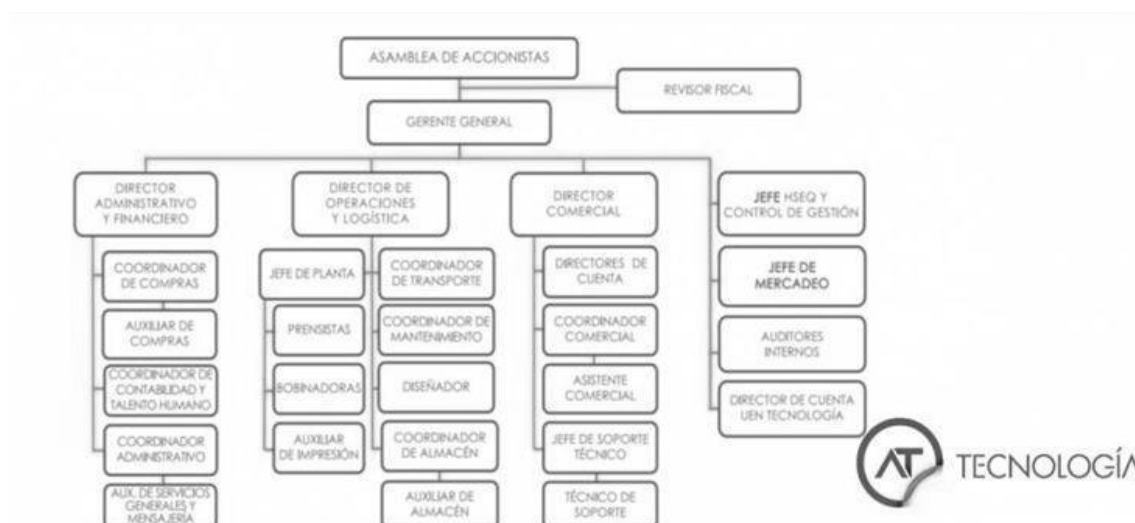 ASAMBLEA DE ACCIONISTAS
REVISOR FISCAL
GERENTE GENERAL
DIRECTOR
ADMINISTRATIVO
Y FINANCIERO
DIRECTOR DE
OPERACIONES
Y LOGÍSTICA
DIRECTOR
COMERCIAL
JEFE HSEQ Y
CONTROL DE GESTIÓN
COORDINADOR
DE COMPRAS
JEFE DE PLANTA
COORDINADOR
DE TRANSPORTE
DIRECTORES DE
CUENTA
JEFE DE
MERCADEO
AUXILIAR DE
COMPRAS
PRENSISTAS
COORDINADOR DE
MANTENIMIENTO
COORDINADOR
COMERCIAL
AUDITORES
INTERNOS
COORDINADOR DE
CONTABILIDAD Y
TALENTO HUMANO
BOBINADORAS
DISEÑADOR
ASISTENTE
COMERCIAL
DIRECTOR DE CUENTA
UEN TECNOLOGÍA
COORDINADOR
ADMINISTRATIVO
AUXILIAR
DE IMPRESIÓN
COORDINADOR
DE ALMACÉN
JEFE DE SOPORTE
TÉCNICO
AUX. DE SERVICIOS
GENERALES Y
MENSAJERÍA
AUXILIAR DE
ALMACÉN
TÉCNICO DE
SOPORTE
AT TECNOLOGÍA